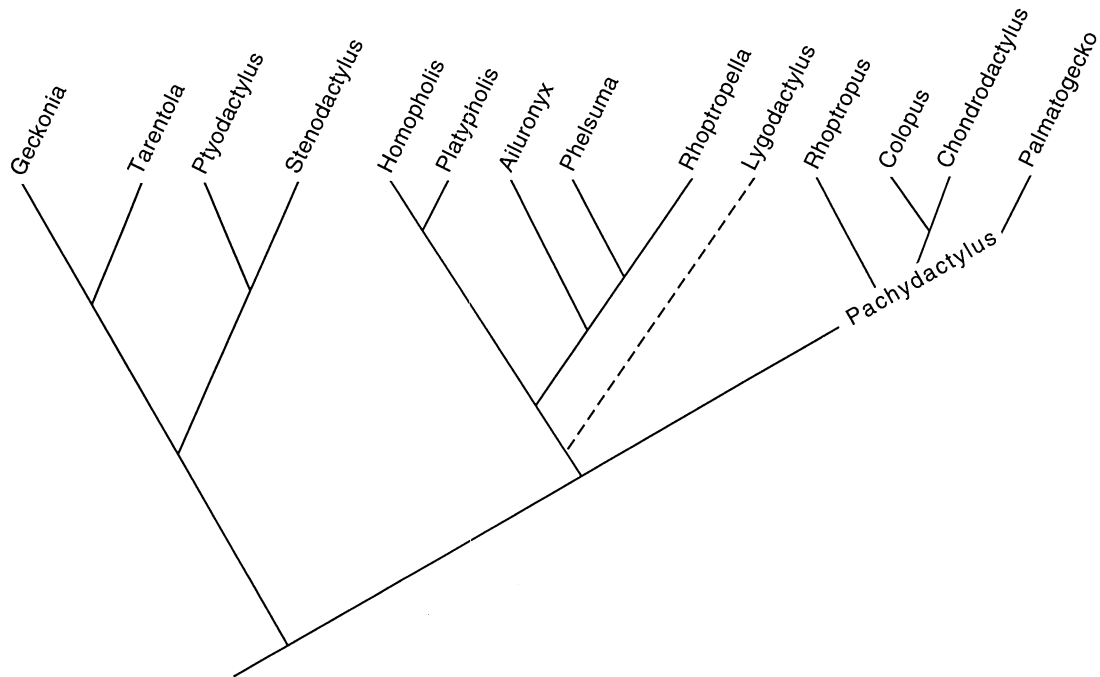 Geckonia
Tarentola
Ptyodactylus
Stenodactylus
Homopholis
Platypholis
Ailuronyx
Phelsuma
Rhoptropella
Lygodactylus
Rhoptropus
Colopus
Chondrodactylus
Palmatogecko
Pachydactylus